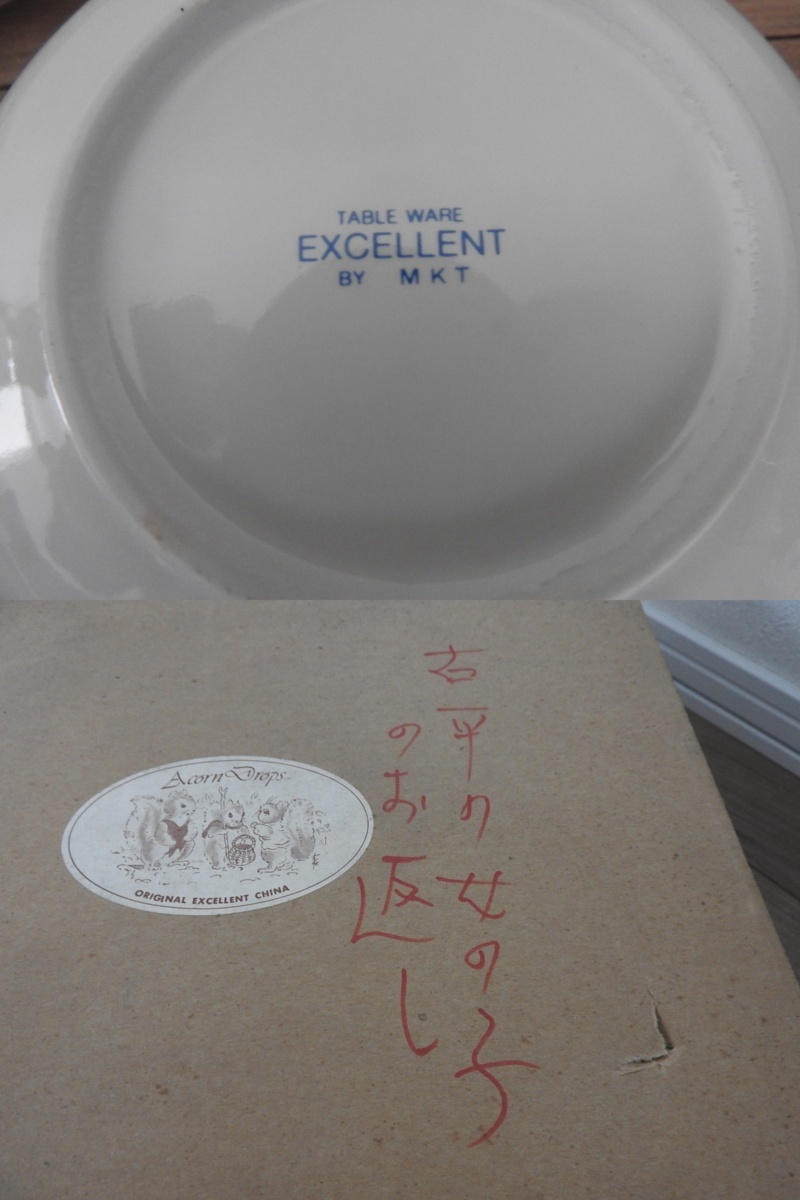 TABLE WARE
EXCELLENT
BY MKT
Acorn Drops
ORIGINAL EXCELLENT CHINA
右平の女の子
のお返し